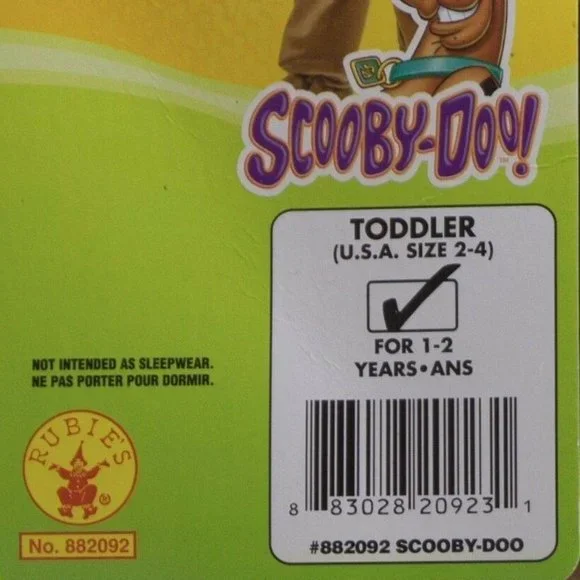 SCOOBY-DOO!
TM
TODDLER
(U.S.A. SIZE 2-4)
FOR 1-2
YEARS•ANS
NOT INTENDED AS SLEEPWEAR.
NE PAS PORTER POUR DORMIR.
RUBIE'S
®
No. 882092
8 83028 20923 1
#882092 SCOOBY-DOO